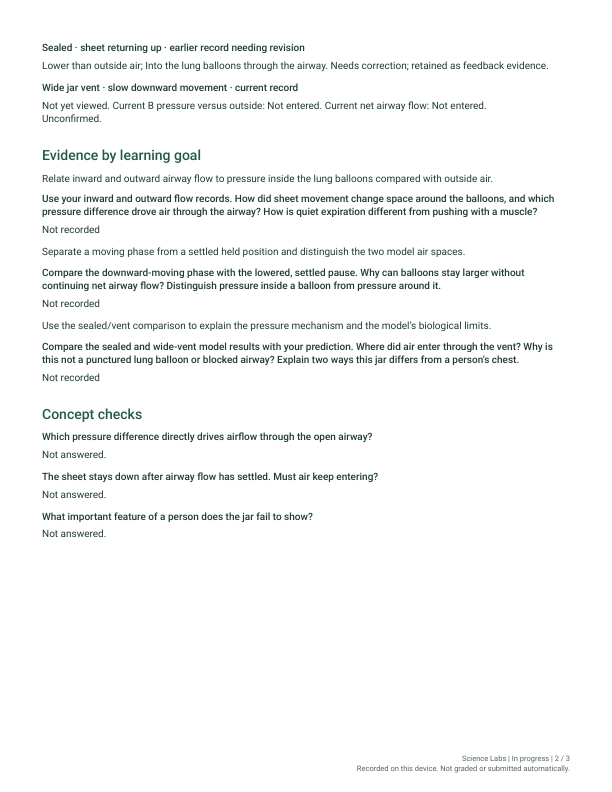 Sealed · sheet returning up · earlier record needing revision
Lower than outside air; Into the lung balloons through the airway. Needs correction; retained as feedback evidence.
Wide jar vent · slow downward movement · current record
Not yet viewed. Current B pressure versus outside: Not entered. Current net airway flow: Not entered.
Unconfirmed.
Evidence by learning goal
Relate inward and outward airway flow to pressure inside the lung balloons compared with outside air.
Use your inward and outward flow records. How did sheet movement change space around the balloons, and which
pressure difference drove air through the airway? How is quiet expiration different from pushing with a muscle?
Not recorded
Separate a moving phase from a settled held position and distinguish the two model air spaces.
Compare the downward-moving phase with the lowered, settled pause. Why can balloons stay larger without
continuing net airway flow? Distinguish pressure inside a balloon from pressure around it.
Not recorded
Use the sealed/vent comparison to explain the pressure mechanism and the model's biological limits.
Compare the sealed and wide-vent model results with your prediction. Where did air enter through the vent? Why is
this not a punctured lung balloon or blocked airway? Explain two ways this jar differs from a person's chest.
Not recorded
Concept checks
Which pressure difference directly drives airflow through the open airway?
Not answered.
The sheet stays down after airway flow has settled. Must air keep entering?
Not answered.
What important feature of a person does the jar fail to show?
Not answered.
Science Labs | In progress | 2 / 3
Recorded on this device. Not graded or submitted automatically.